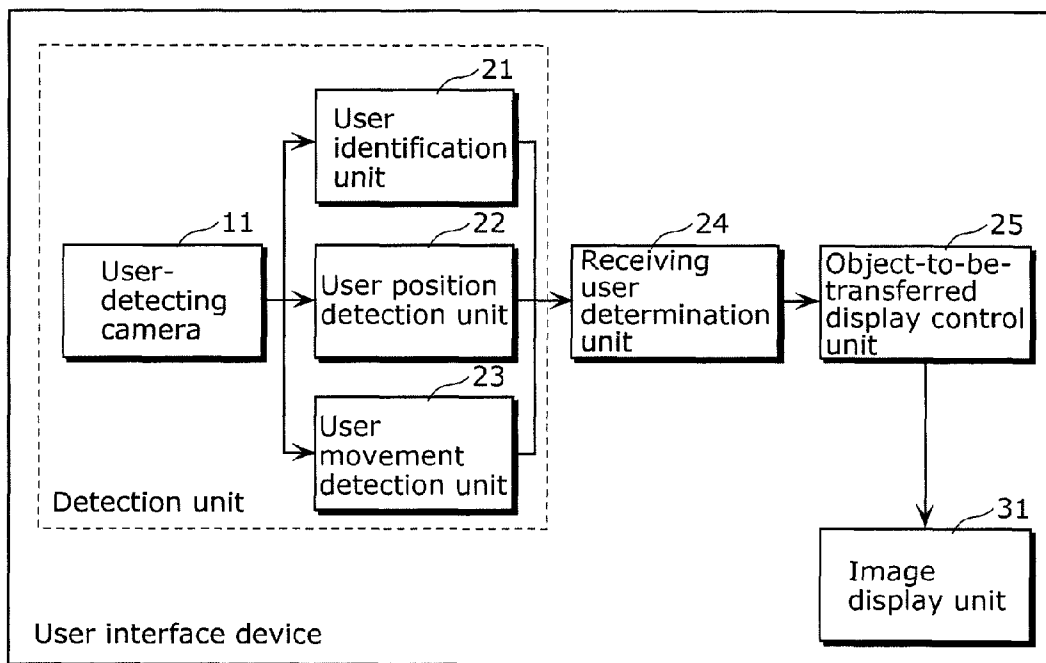 21
User
identification
unit
11
User-
detecting
camera
22
User position
detection unit
23
User
movement
detection unit
Detection unit
24
Receiving
user
determination
unit
25
Object-to-be-
transferred
display control
unit
31
Image
display unit
User interface device